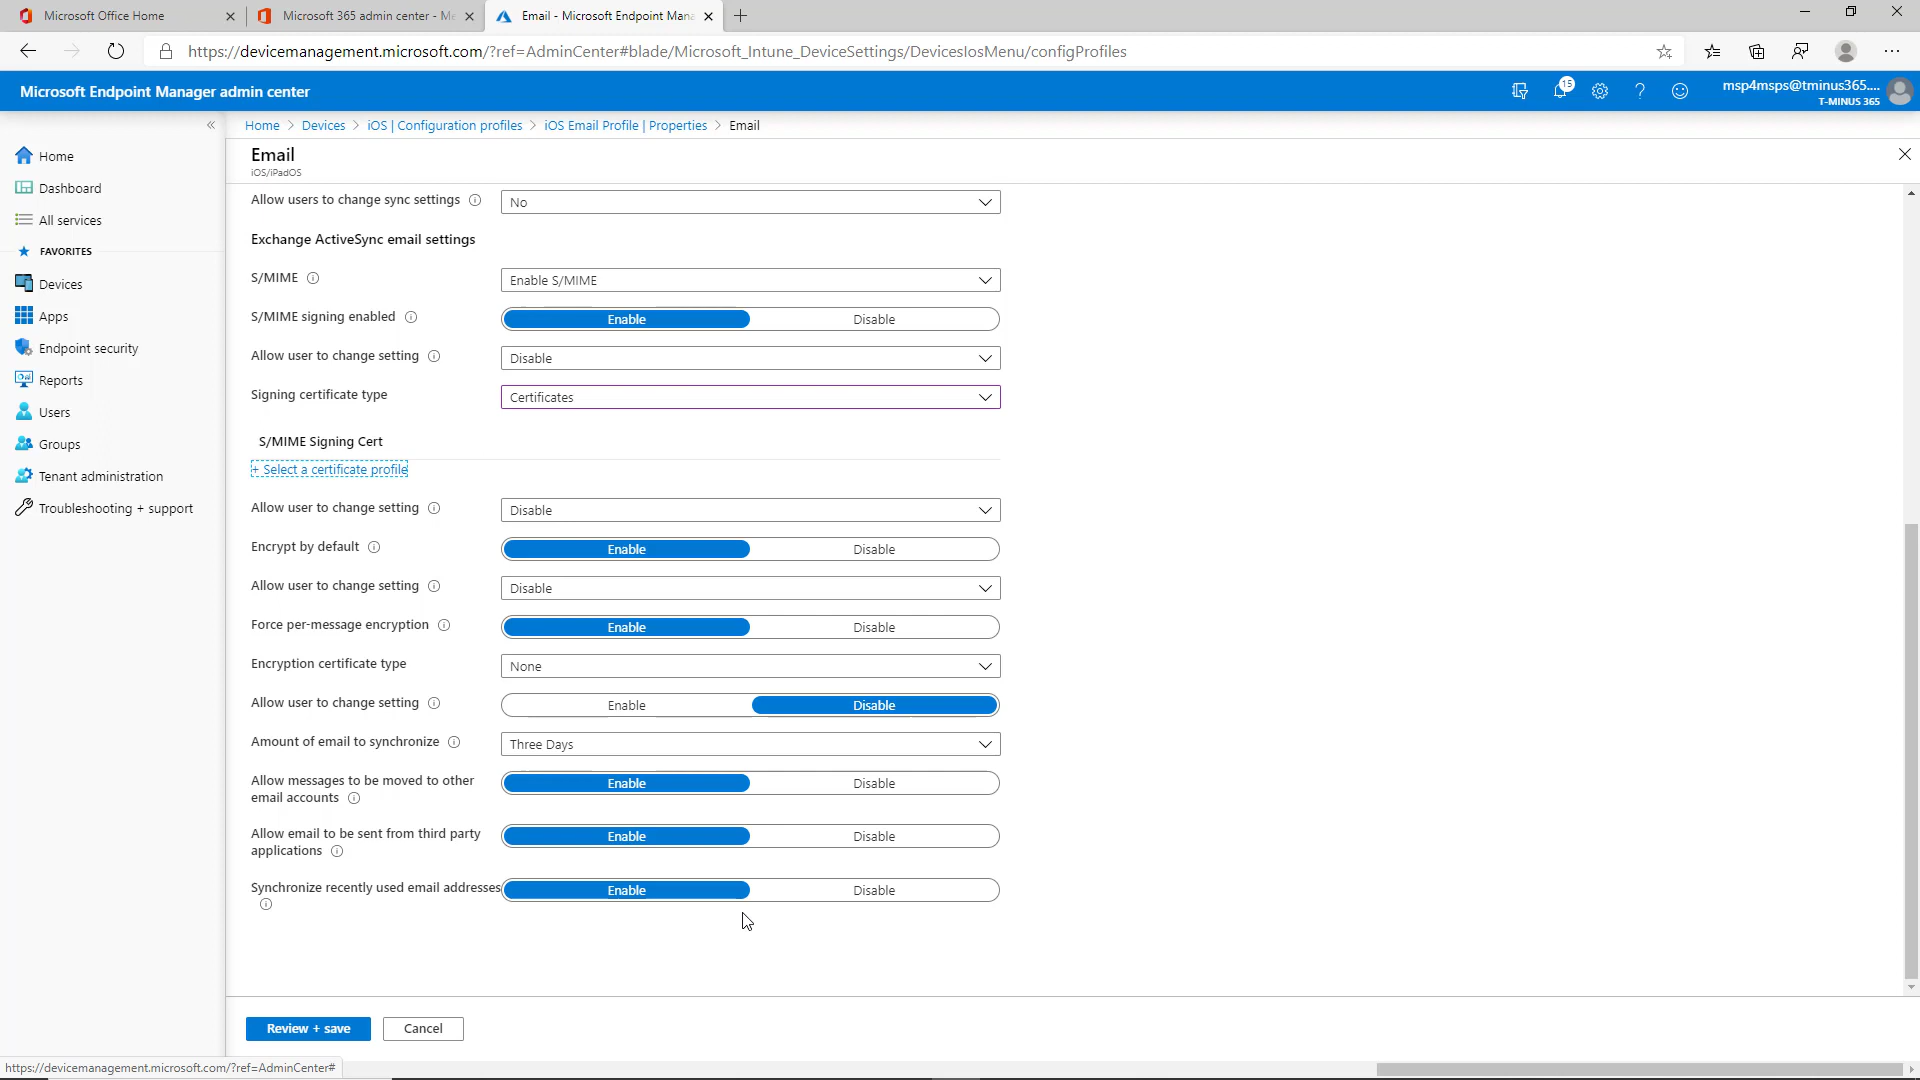 Microsoft Office Home
Microsoft 365 admin center - Me
Email - Microsoft Endpoint Mana
https://devicemanagement.microsoft.com/?ref=AdminCenter#blade/Microsoft_Intune_DeviceSettings/DevicesIosMenu/configProfiles
Microsoft Endpoint Manager admin center
15
msp4msps@tminus365....
T-MINUS 365
Home > Devices > iOS | Configuration profiles > iOS Email Profile | Properties > Email
Home
Dashboard
All services
FAVORITES
Devices
Apps
Endpoint security
Reports
Users
Groups
Tenant administration
Troubleshooting + support
Email
iOS/iPadOS
Allow users to change sync settings
No
Exchange ActiveSync email settings
S/MIME
Enable S/MIME
S/MIME signing enabled
Enable Disable
Allow user to change setting
Disable
Signing certificate type
Certificates
S/MIME Signing Cert
+ Select a certificate profile
Allow user to change setting
Disable
Encrypt by default
Enable Disable
Allow user to change setting
Disable
Force per-message encryption
Enable Disable
Encryption certificate type
None
Allow user to change setting
Enable Disable
Amount of email to synchronize
Three Days
Allow messages to be moved to other
email accounts
Enable Disable
Allow email to be sent from third party
applications
Enable Disable
Synchronize recently used email addresses
Enable Disable
Review + save
Cancel
https://devicemanagement.microsoft.com/?ref=AdminCenter#